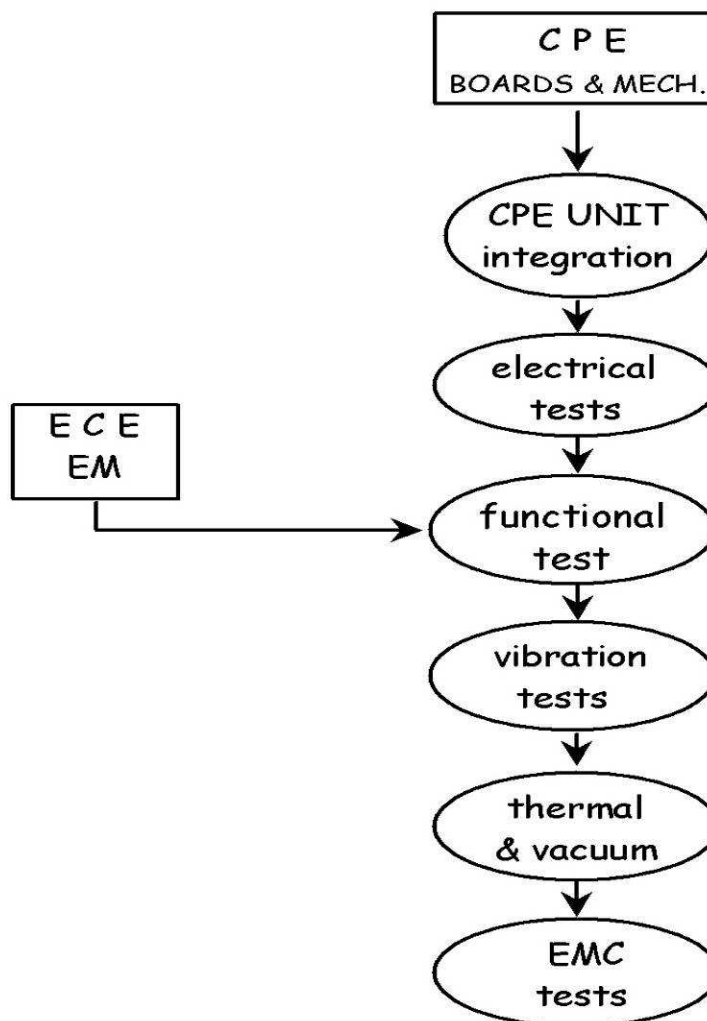 C P E
BOARDS & MECH.
CPE UNIT
integration
electrical
tests
E C E
EM
functional
test
vibration
tests
thermal
& vacuum
EMC
tests